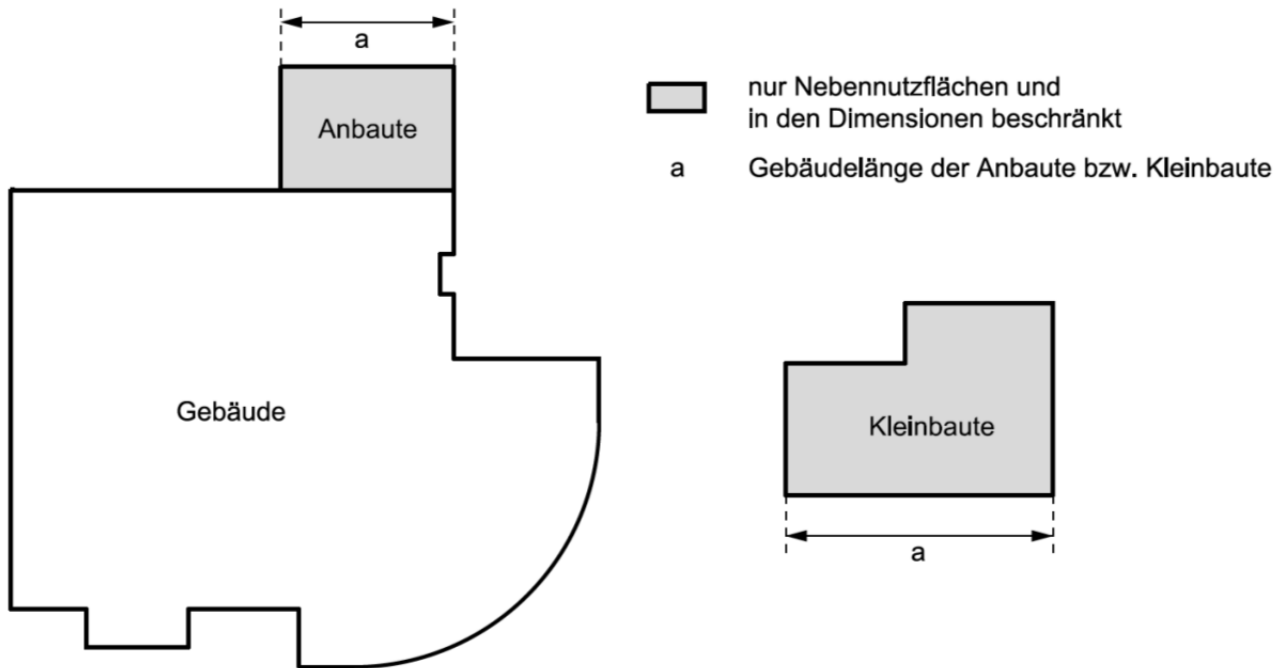 a
Anbaute
nur Nebennutzflächen und
in den Dimensionen beschränkt
a Gebäudelänge der Anbaute bzw. Kleinbaute
Gebäude
Kleinbaute
a